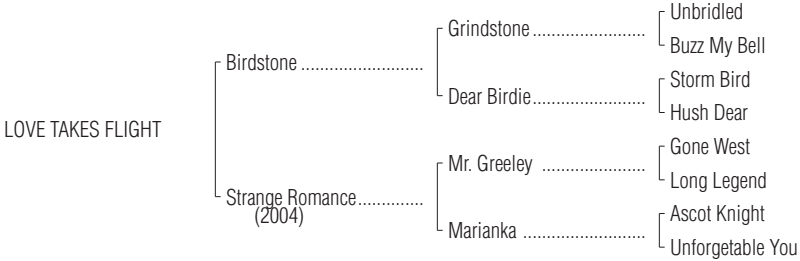 Unbridled
Grindstone ........................
Buzz My Bell
Birdstone ..........................
Storm Bird
Dear Birdie........................
Hush Dear
LOVE TAKES FLIGHT
Gone West
Mr. Greeley ......................
Long Legend
Strange Romance..............
(2004)
Ascot Knight
Marianka ..........................
Unforgetable You